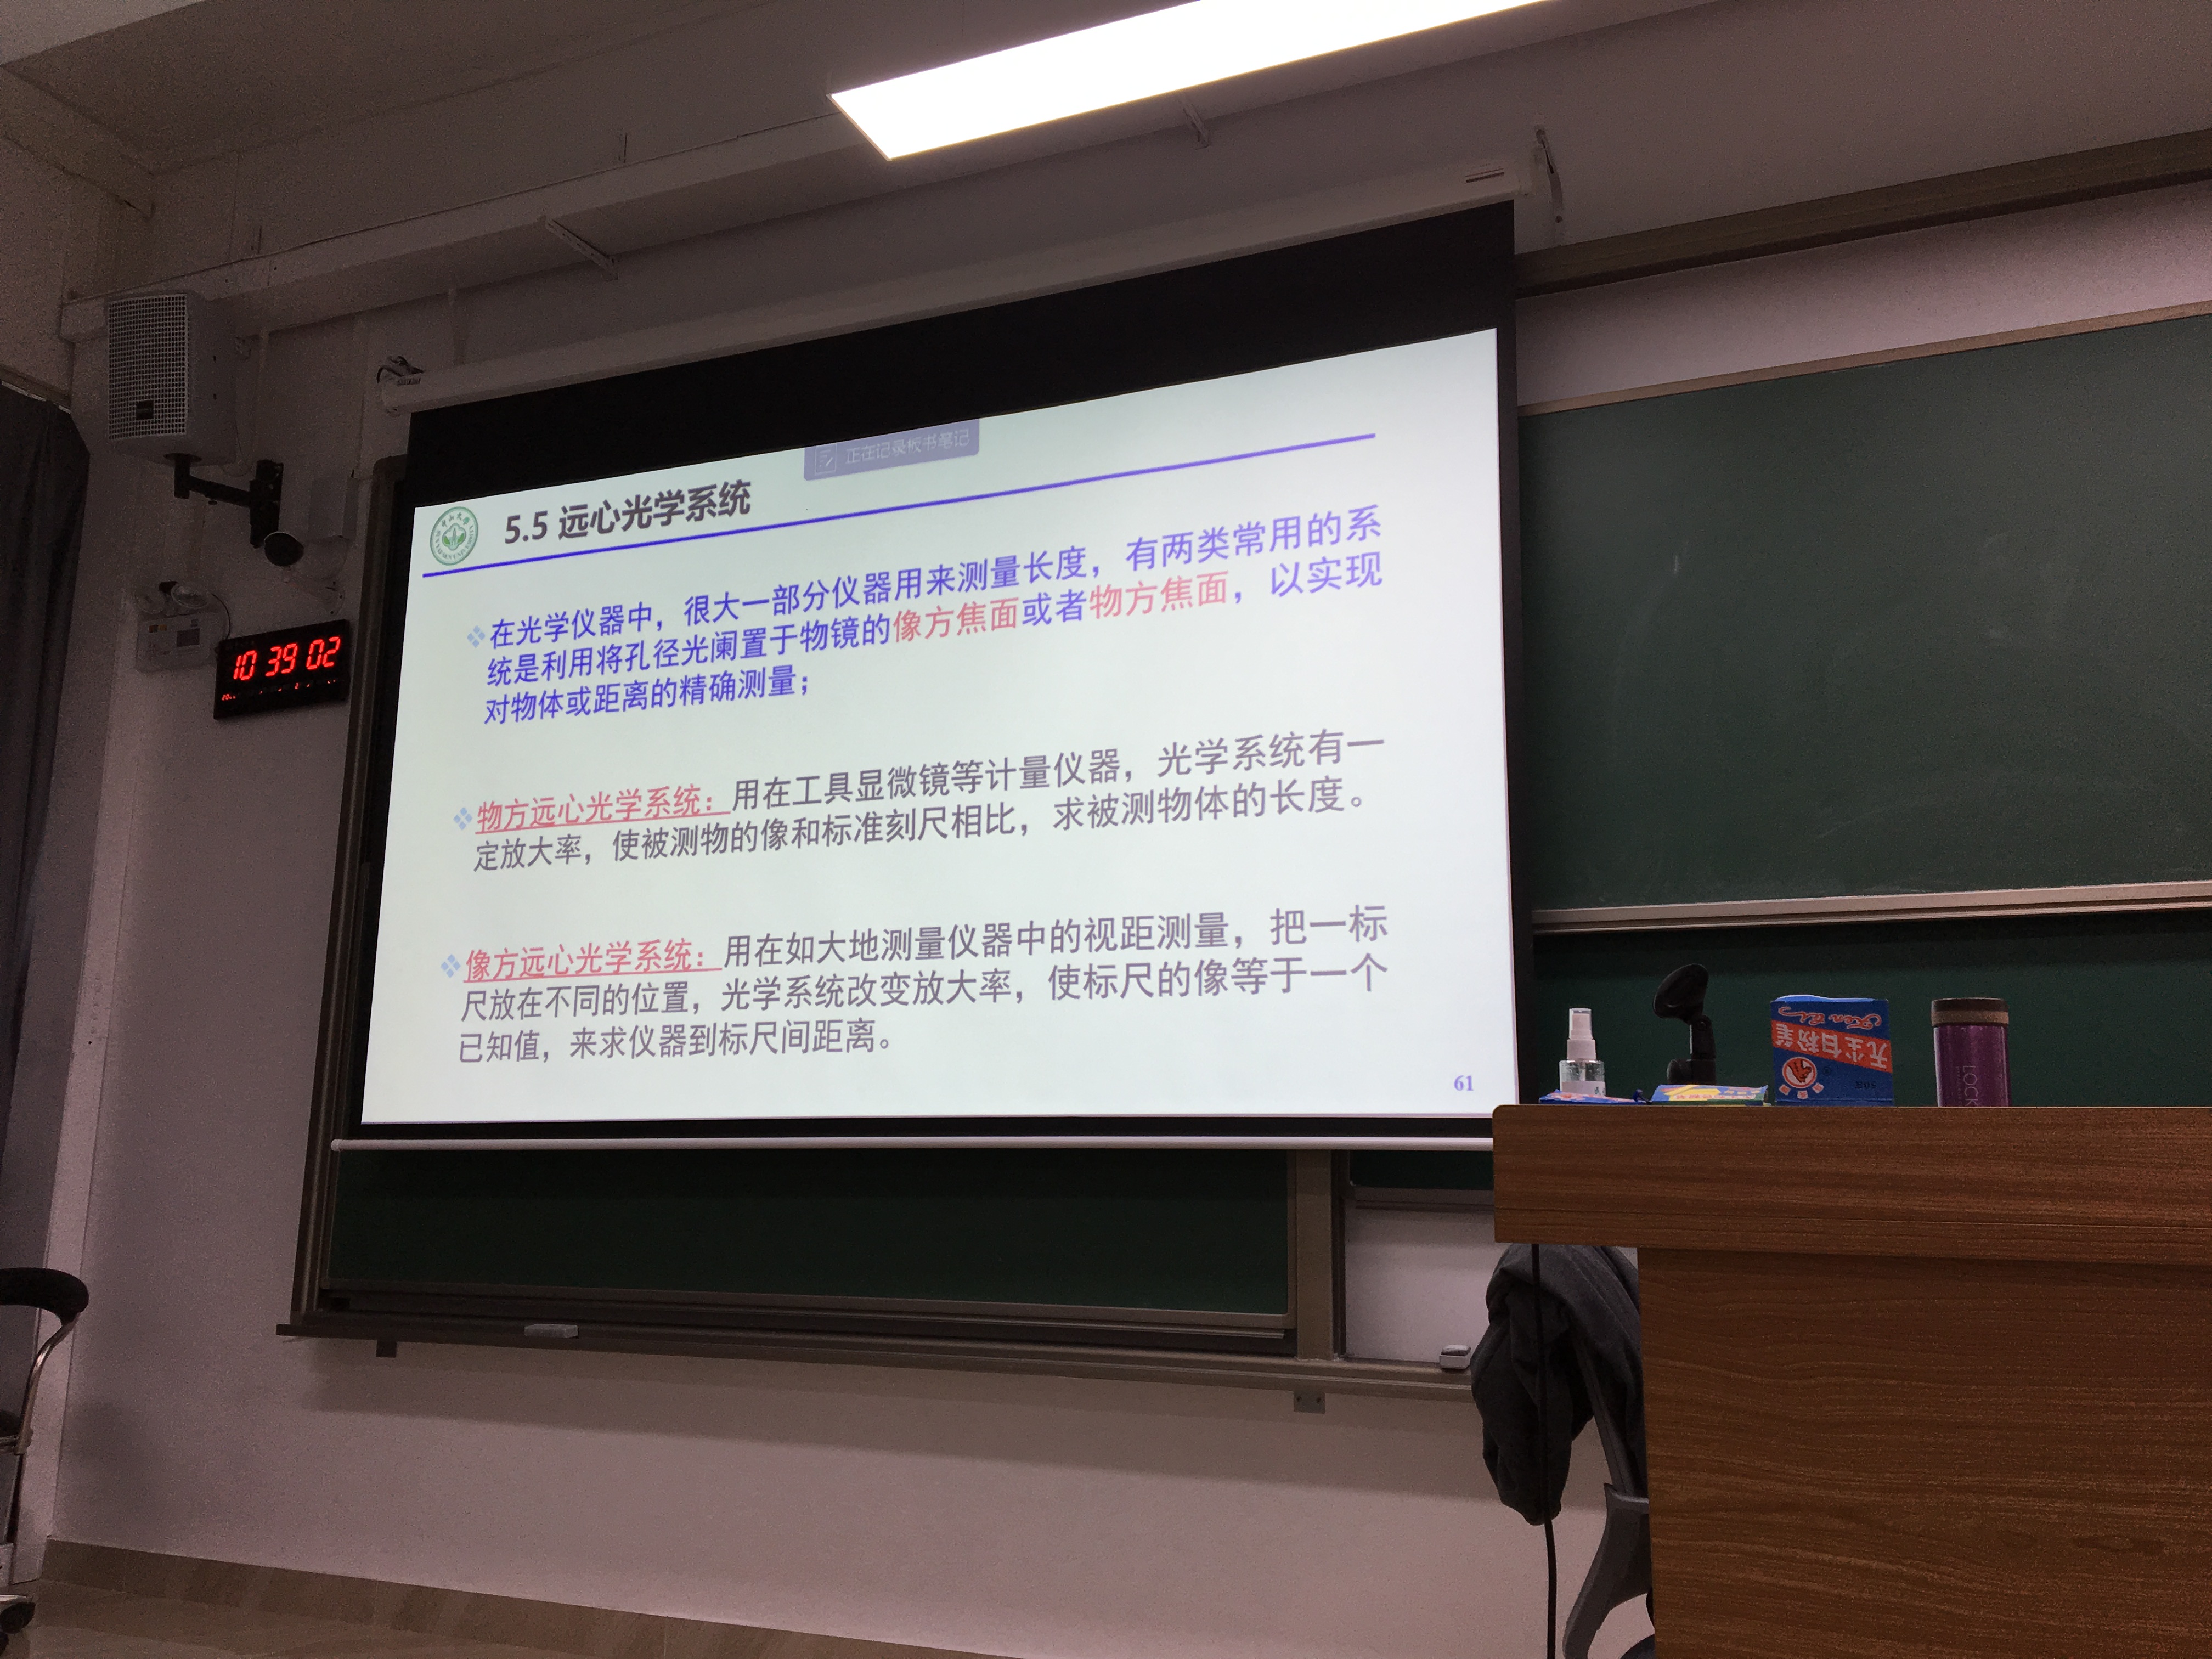 正在记录板书笔记
5.5 远心光学系统
在光学仪器中，很大一部分仪器用来测量长度，有两类常用的系
统是利用将孔径光阑置于物镜的像方焦面或者物方焦面，以实现
对物体或距离的精确测量；
物方远心光学系统：用在工具显微镜等计量仪器，光学系统有一
定放大率，使被测物的像和标准刻尺相比，求被测物体的长度。
像方远心光学系统：用在如大地测量仪器中的视距测量，把一标
尺放在不同的位置，光学系统改变放大率，使标尺的像等于一个
已知值，来求仪器到标尺间距离。
61
10 39 02
无尘白粉笔
LOCK